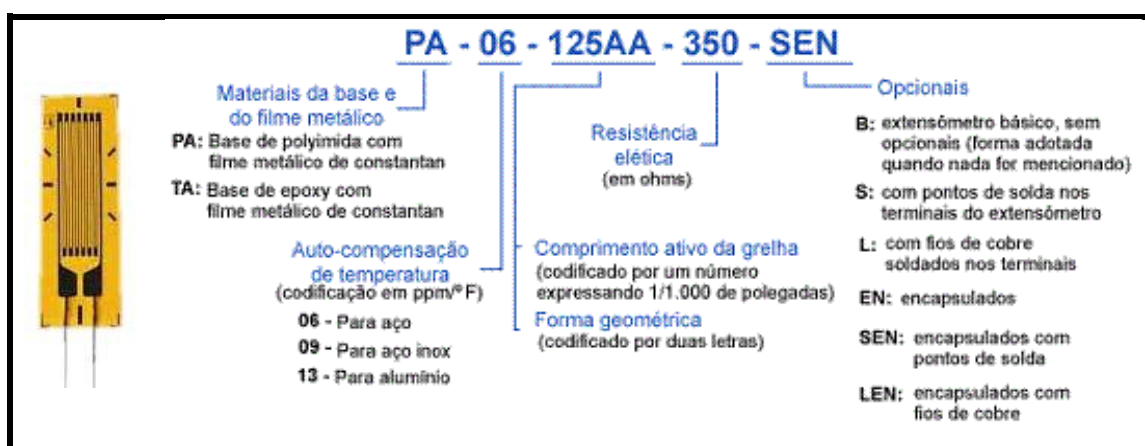 PA - 06 - 125AA - 350 - SEN
Materiais da base e
do filme metálico
PA: Base de polyimida com
filme metálico de constantan
TA: Base de epoxy com
filme metálico de constantan
Auto-compensação
de temperatura
(codificação em ppm/°F)
06 - Para aço
09 - Para aço inox
13 - Para alumínio
Resistência
elética
(em ohms)
Comprimento ativo da grelha
(codificado por um número
expressando 1/1.000 de polegadas)
Forma geométrica
(codificado por duas letras)
Opcionais
B: extensômetro básico, sem
opcionais (forma adotada
quando nada for mencionado)
S: com pontos de solda nos
terminais do extensômetro
L: com fios de cobre
soldados nos terminais
EN: encapsulados
SEN: encapsulados com
pontos de solda
LEN: encapsulados com
fios de cobre